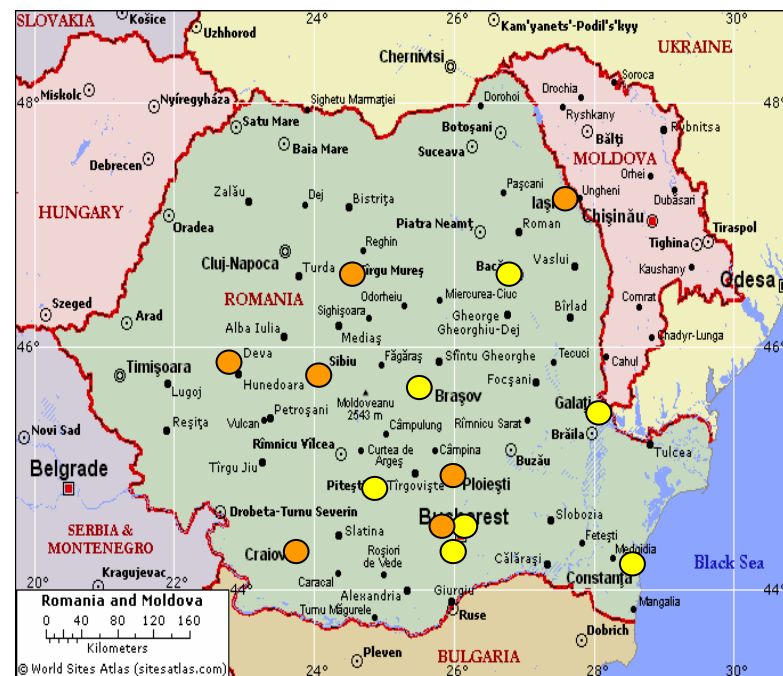 SLOVAKIA
Košice
24°
26°
Kam'yanets'-Podil's'kyy
30°
Uzhhorod
Chernivtsi
UKRAINE
Soroca
Miskolc
48°
Nyíregyháza
Sighetu Marmaţiei
Dorohoi
Drochia
Ryshkany
48°
Satu Mare
Botoşani
Bălţi
Rybnitsa
Baia Mare
Suceava
MOLDOVA
Debrecen
Orhei
Paşcani
Ungheni
Dubăsari
Zalău
Dej
Bistriţa
Iaşi
Chişinău
HUNGARY
Oradea
Piatra Neamţ
Roman
Tiraspol
Tighina
Reghin
Cluj-Napoca
Turda
Vaslui
Kaushany
Odesa
Szeged
ROMANIA
Odorheiu
Miercurea-Ciuc
Comrat
Arad
Sighişoara
Gheorge
Gheorghiu-Dej
Bîrlad
Alba Iulia
Mediaş
Chadyr-Lunga
46°
46°
Deva
Sibiu
Făgăraş
Sfîntu Gheorghe
Tecuci
Cahul
Timişoara
Hunedoara
Lugoj
Braşov
Focşani
Moldoveanu
2543 m
Galaţi
Petroşani
Vulcan
Reşiţa
Câmpulung
Rîmnicu Sarat
Novi Sad
Brăila
Rîmnicu Vîlcea
Curtea de
Argeş
Câmpina
Buzău
Tulcea
Tîrgu Jiu
Belgrade
Ploieşti
Tîrgovişte
Drobeta-Turnu Severin
Bucharest
Slobozia
SERBIA &
MONTENEGRO
Slatina
Feteşti
Roşiori
de Vede
Medgidia
Călăraşi
Black Sea
20°
Kragujevac
22°
Caracal
Constanţa
Alexandria
Giurgiu
44°
44°
Romania and Moldova
Mangalia
Turnu Măgurele
Ruse
0 40 80 120 160
Kilometers
Dobrich
24°
Pleven
26°
BULGARIA
28°
30°
© World Sites Atlas (sitesatlas.com)